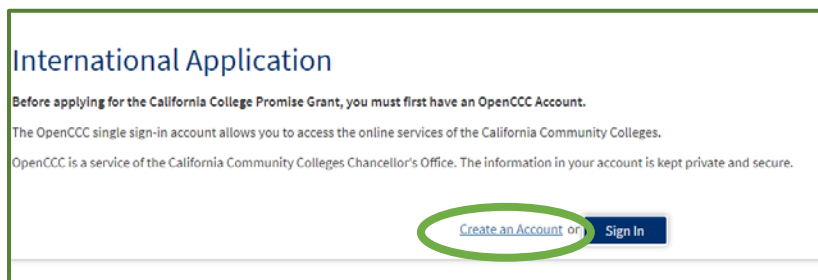 International Application
Before applying for the California College Promise Grant, you must first have an OpenCCC Account.
The OpenCCC single sign-in account allows you to access the online services of the California Community Colleges.
OpenCCC is a service of the California Community Colleges Chancellor's Office. The information in your account is kept private and secure.
Create an Account or Sign In